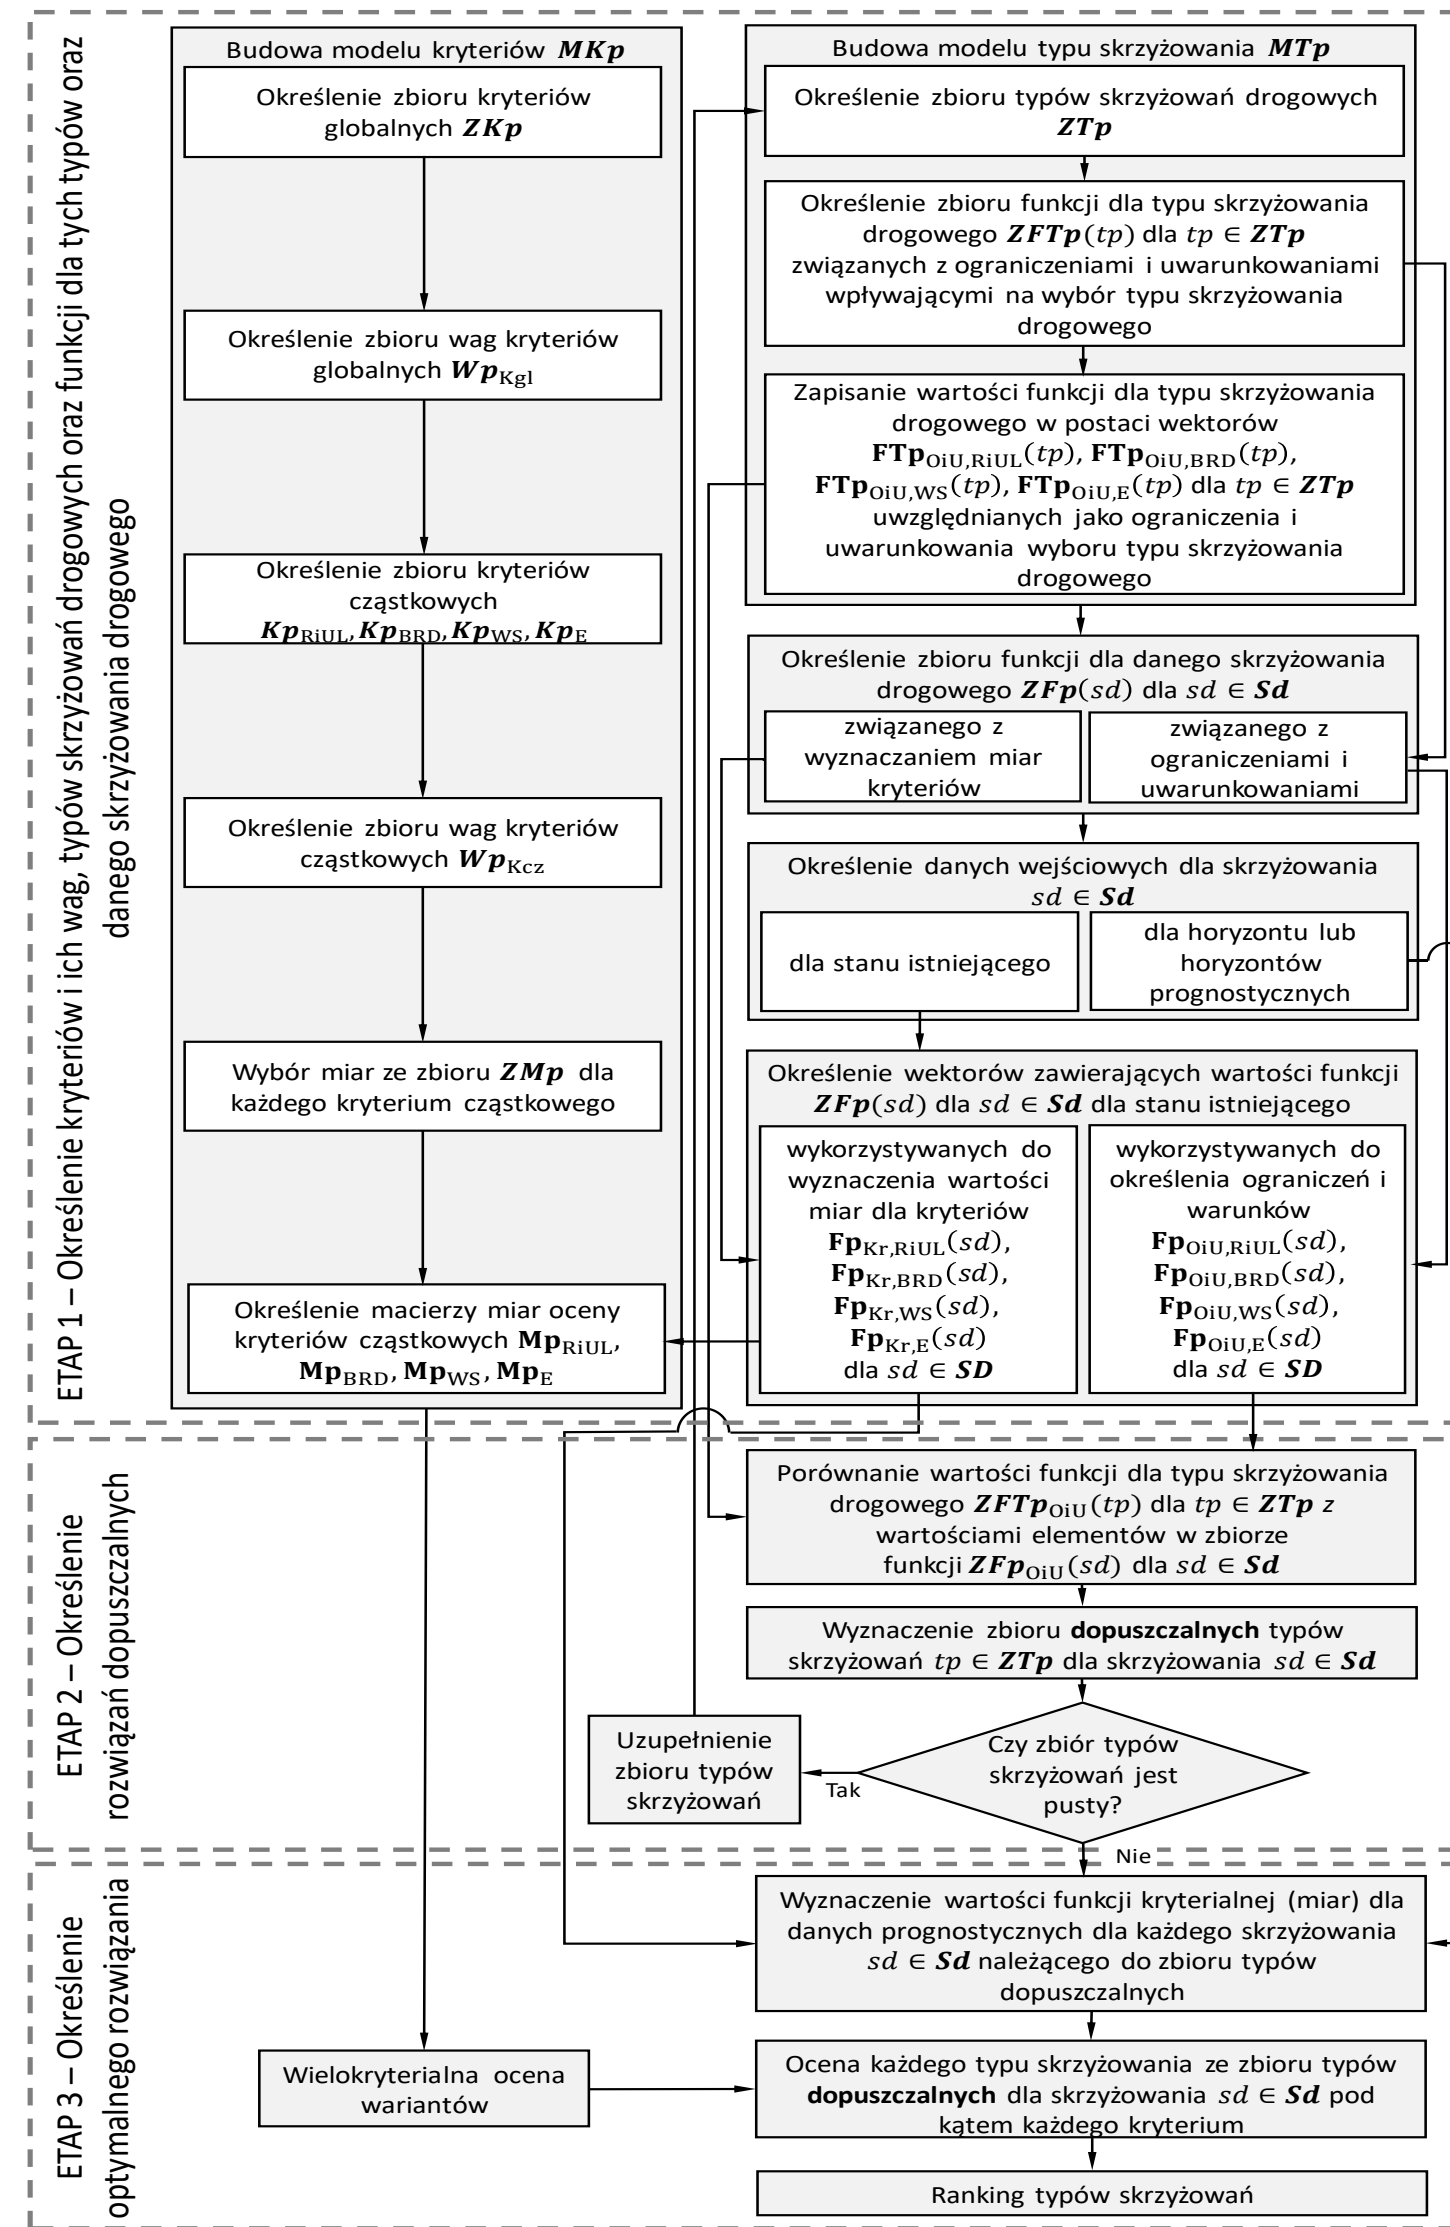 ETAP 1 – Określenie kryteriów i ich wag, typów skrzyżowań drogowych oraz funkcji dla tych typów oraz
danego skrzyżowania drogowego
Budowa modelu kryteriów MKp
Określenie zbioru kryteriów
globalnych ZKp
Określenie zbioru wag kryteriów
globalnych Wp_Kgl
Określenie zbioru kryteriów
cząstkowych
Kp_RiUL, Kp_BRD, Kp_WS, Kp_E
Określenie zbioru wag kryteriów
cząstkowych Wp_Kcz
Wybór miar ze zbioru ZMp dla
każdego kryterium cząstkowego
Określenie macierzy miar oceny
kryteriów cząstkowych Mp_RiUL,
Mp_BRD, Mp_WS, Mp_E
Budowa modelu typu skrzyżowania MTp
Określenie zbioru typów skrzyżowań drogowych
ZTp
Określenie zbioru funkcji dla typu skrzyżowania
drogowego ZFTp(tp) dla tp ∈ ZTp
związanych z ograniczeniami i uwarunkowaniami
wpływającymi na wybór typu skrzyżowania
drogowego
Zapisanie wartości funkcji dla typu skrzyżowania
drogowego w postaci wektorów
FTp_OiU,RiUL(tp), FTp_OiU,BRD(tp),
FTp_OiU,WS(tp), FTp_OiU,E(tp) dla tp ∈ ZTp
uwzględnianych jako ograniczenia i
uwarunkowania wyboru typu skrzyżowania
drogowego
Określenie zbioru funkcji dla danego skrzyżowania
drogowego ZFp(sd) dla sd ∈ Sd
związanego z
wyznaczaniem miar
kryteriów
związanego z
ograniczeniami i
uwarunkowaniami
Określenie danych wejściowych dla skrzyżowania
sd ∈ Sd
dla stanu istniejącego
dla horyzontu lub
horyzontów
prognostycznych
Określenie wektorów zawierających wartości funkcji
ZFp(sd) dla sd ∈ Sd dla stanu istniejącego
wykorzystywanych do
wyznaczenia wartości
miar dla kryteriów
Fp_Kr,RiUL(sd),
Fp_Kr,BRD(sd),
Fp_Kr,WS(sd),
Fp_Kr,E(sd)
dla sd ∈ SD
wykorzystywanych do
określenia ograniczeń i
warunków
Fp_OiU,RiUL(sd),
Fp_OiU,BRD(sd),
Fp_OiU,WS(sd),
Fp_OiU,E(sd)
dla sd ∈ SD
ETAP 2 – Określenie
rozwiązań dopuszczalnych
Porównanie wartości funkcji dla typu skrzyżowania
drogowego ZFTp_OiU(tp) dla tp ∈ ZTp z
wartościami elementów w zbiorze
funkcji ZFp_OiU(sd) dla sd ∈ Sd
Wyznaczenie zbioru dopuszczalnych typów
skrzyżowań tp ∈ ZTp dla skrzyżowania sd ∈ Sd
Czy zbiór typów
skrzyżowań jest
pusty?
Tak
Uzupełnienie
zbioru typów
skrzyżowań
Nie
ETAP 3 – Określenie
optymalnego rozwiązania
Wyznaczenie wartości funkcji kryterialnej (miar) dla
danych prognostycznych dla każdego skrzyżowania
sd ∈ Sd należącego do zbioru typów
dopuszczalnych
Wielokryterialna ocena
wariantów
Ocena każdego typu skrzyżowania ze zbioru typów
dopuszczalnych dla skrzyżowania sd ∈ Sd pod
kątem każdego kryterium
Ranking typów skrzyżowań